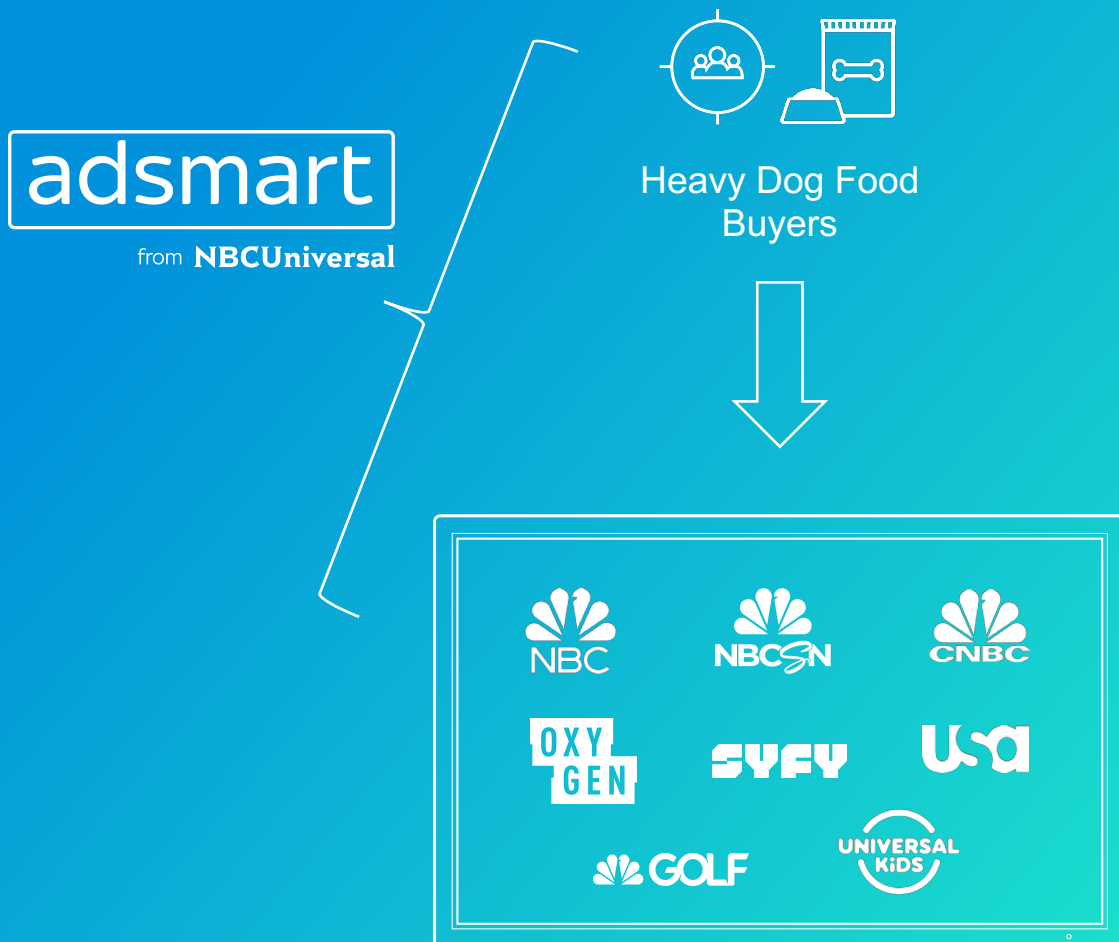 adsmart
from NBCUniversal
Heavy Dog Food
Buyers
NBC
NBCSN
CNBC
OXY
GEN
SYFY
usa
GOLF
UNIVERSAL
KiDS